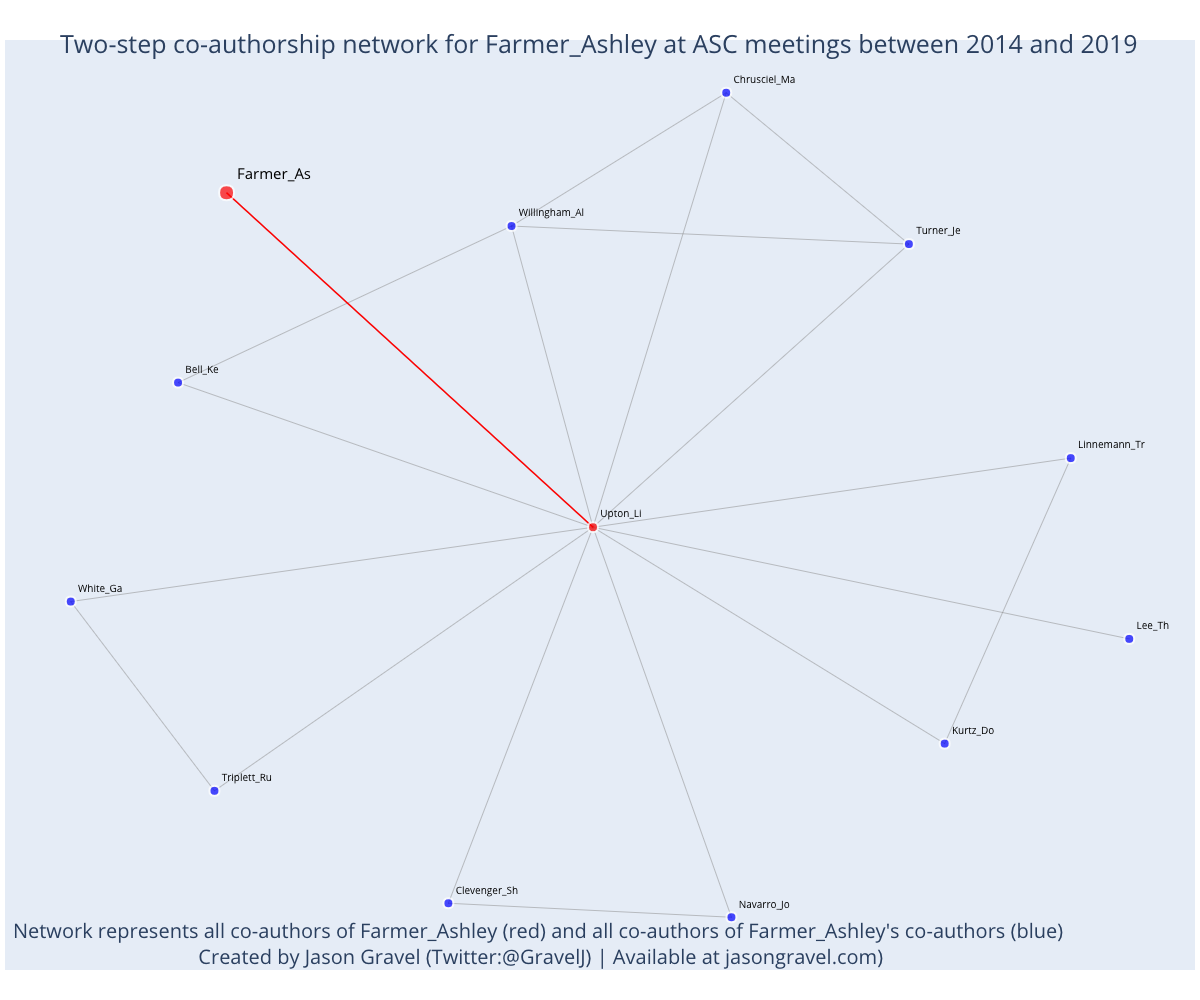 Two-step co-authorship network for Farmer_Ashley at ASC meetings between 2014 and 2019
Chrusciel_Ma
Farmer_As
Willingham_Al
Turner_Je
Bell_Ke
Linnemann_Tr
Upton_Li
White_Ga
Lee_Th
Kurtz_Do
Triplett_Ru
Clevenger_Sh
Navarro_Jo
Network represents all co-authors of Farmer_Ashley (red) and all co-authors of Farmer_Ashley's co-authors (blue)
Created by Jason Gravel (Twitter:@GravelJ) | Available at jasongravel.com)